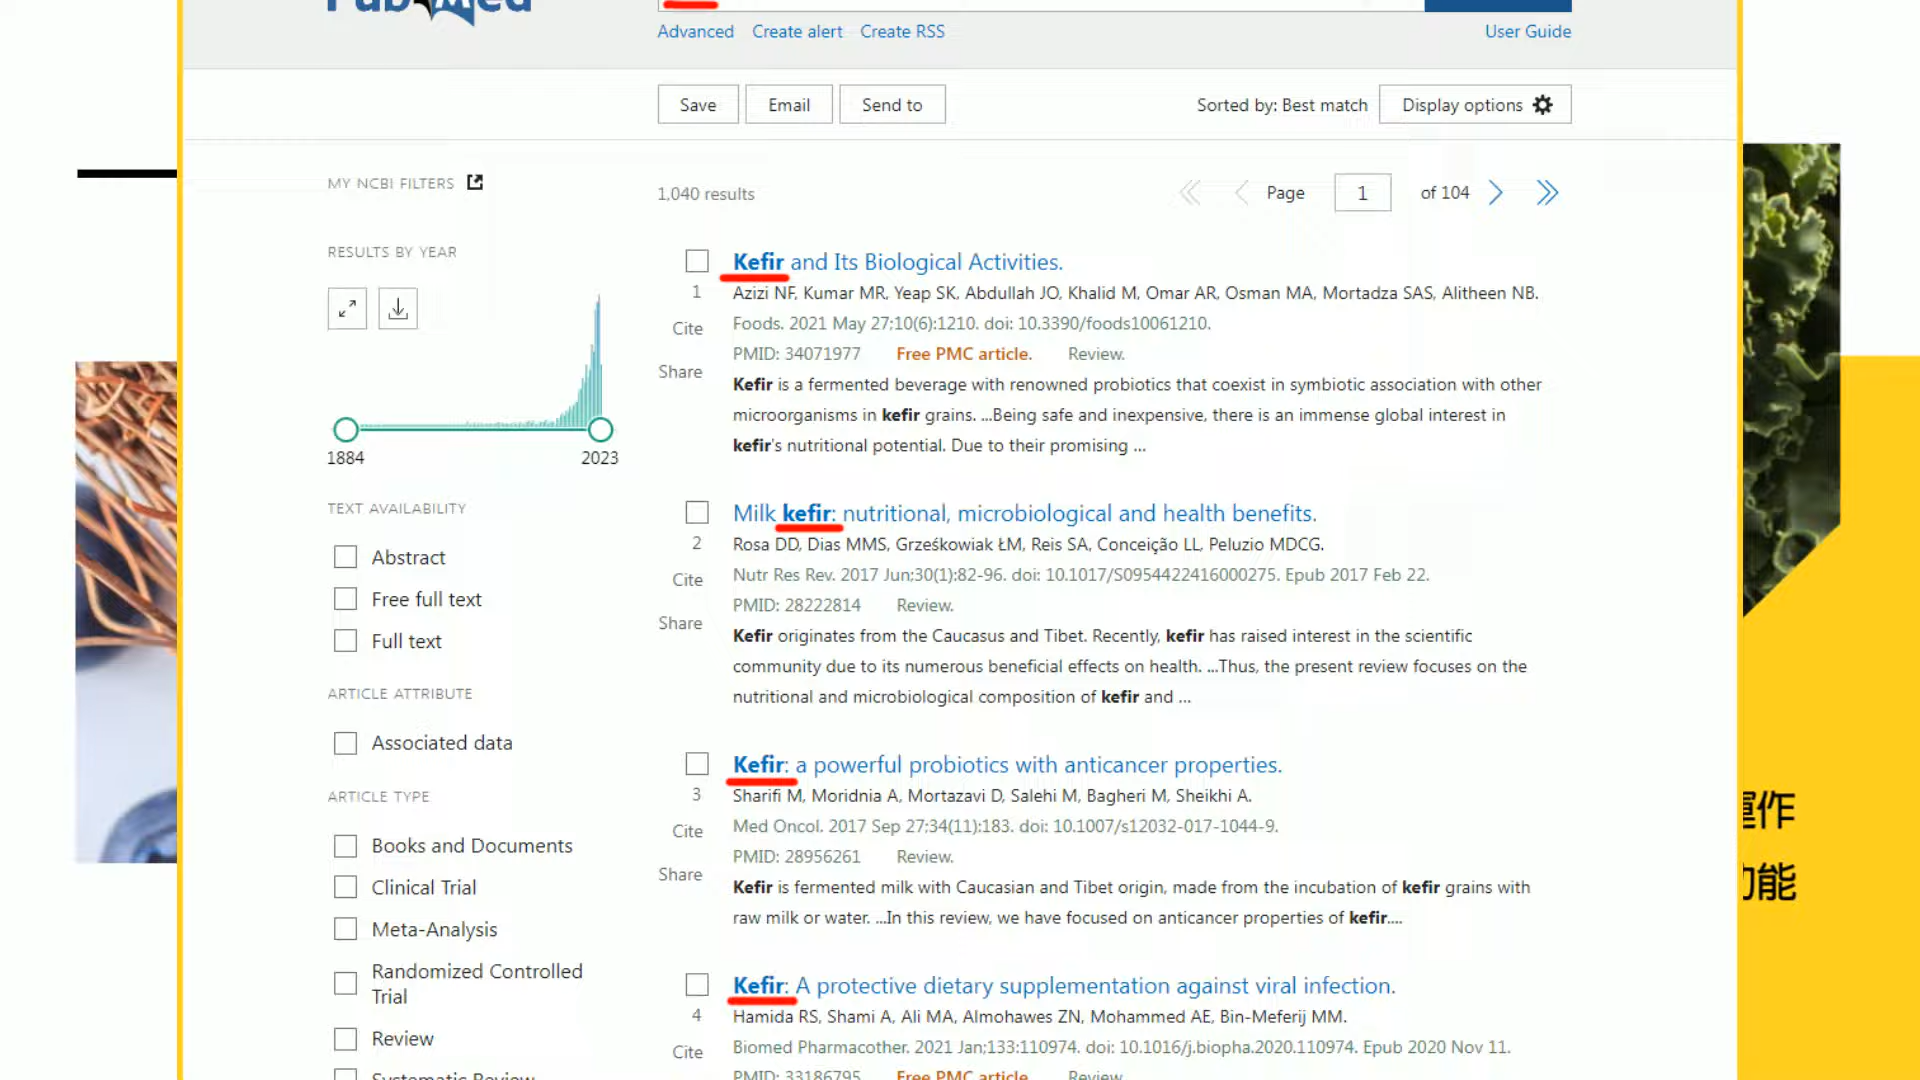 PubMed
Advanced Create alert Create RSS
User Guide
Save Email Send to
Sorted by: Best match Display options
MY NCBI FILTERS
1,040 results
Page 1 of 104
RESULTS BY YEAR
1884 2023
TEXT AVAILABILITY
Abstract
Free full text
Full text
ARTICLE ATTRIBUTE
Associated data
ARTICLE TYPE
Books and Documents
Clinical Trial
Meta-Analysis
Randomized Controlled
Trial
Review
Systematic Review
Kefir and Its Biological Activities.
1
Cite
Share
Azizi NF, Kumar MR, Yeap SK, Abdullah JO, Khalid M, Omar AR, Osman MA, Mortadza SAS, Alitheen NB.
Foods. 2021 May 27;10(6):1210. doi: 10.3390/foods10061210.
PMID: 34071977 Free PMC article. Review.
Kefir is a fermented beverage with renowned probiotics that coexist in symbiotic association with other
microorganisms in kefir grains. ...Being safe and inexpensive, there is an immense global interest in
kefir's nutritional potential. Due to their promising ...
Milk kefir: nutritional, microbiological and health benefits.
2
Cite
Share
Rosa DD, Dias MMS, Grześkowiak ŁM, Reis SA, Conceição LL, Peluzio MDCG.
Nutr Res Rev. 2017 Jun;30(1):82-96. doi: 10.1017/S0954422416000275. Epub 2017 Feb 22.
PMID: 28222814 Review.
Kefir originates from the Caucasus and Tibet. Recently, kefir has raised interest in the scientific
community due to its numerous beneficial effects on health. ...Thus, the present review focuses on the
nutritional and microbiological composition of kefir and ...
Kefir: a powerful probiotics with anticancer properties.
3
Cite
Share
Sharifi M, Moridnia A, Mortazavi D, Salehi M, Bagheri M, Sheikhi A.
Med Oncol. 2017 Sep 27;34(11):183. doi: 10.1007/s12032-017-1044-9.
PMID: 28956261 Review.
Kefir is fermented milk with Caucasian and Tibet origin, made from the incubation of kefir grains with
raw milk or water. ...In this review, we have focused on anticancer properties of kefir....
Kefir: A protective dietary supplementation against viral infection.
4
Cite
Hamida RS, Shami A, Ali MA, Almohawes ZN, Mohammed AE, Bin-Meferij MM.
Biomed Pharmacother. 2021 Jan;133:110974. doi: 10.1016/j.biopha.2020.110974. Epub 2020 Nov 11.
PMID: 33186795 Free PMC article. Review.
運作
功能